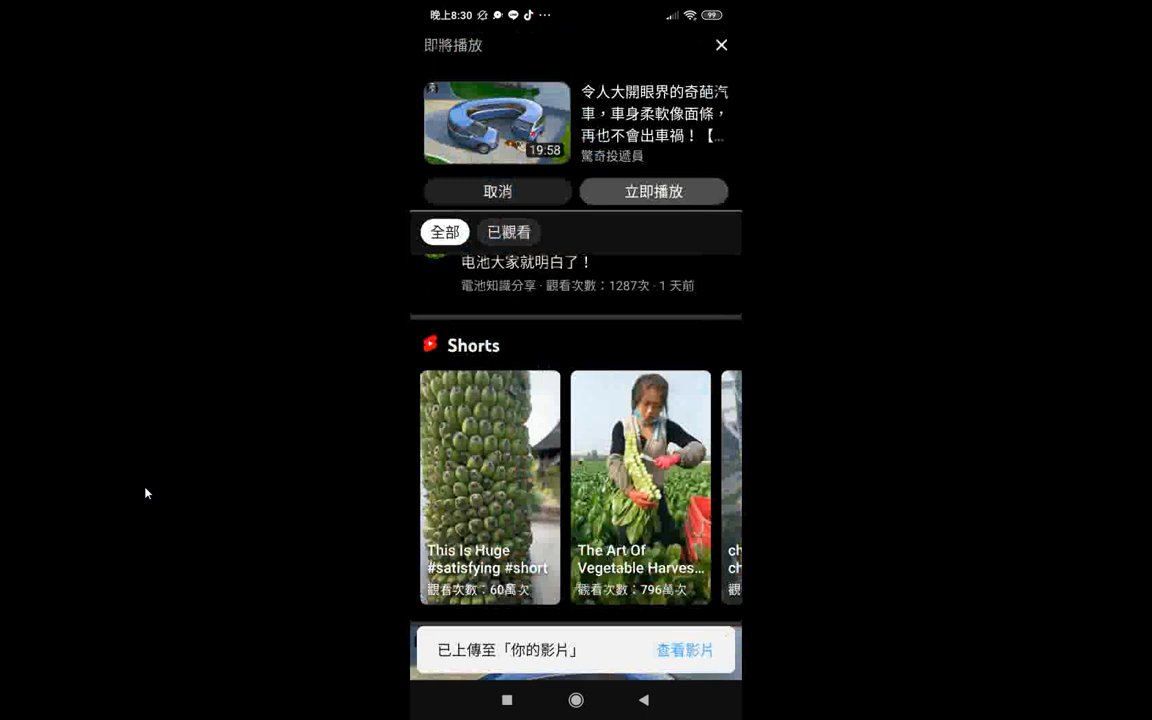 晚上8:30
99
即將播放
令人大開眼界的奇葩汽
車，車身柔軟像面條，
再也不會出車禍！【...
19:58
驚奇投遞員
取消
立即播放
全部
已觀看
电池大家就明白了！
電池知識分享 · 觀看次數：1287次 · 1 天前
Shorts
This Is Huge
#satisfying #short
觀看次數：60萬次
The Art Of
Vegetable Harves...
觀看次數：796萬次
ch
ch
觀
已上傳至「你的影片」
查看影片